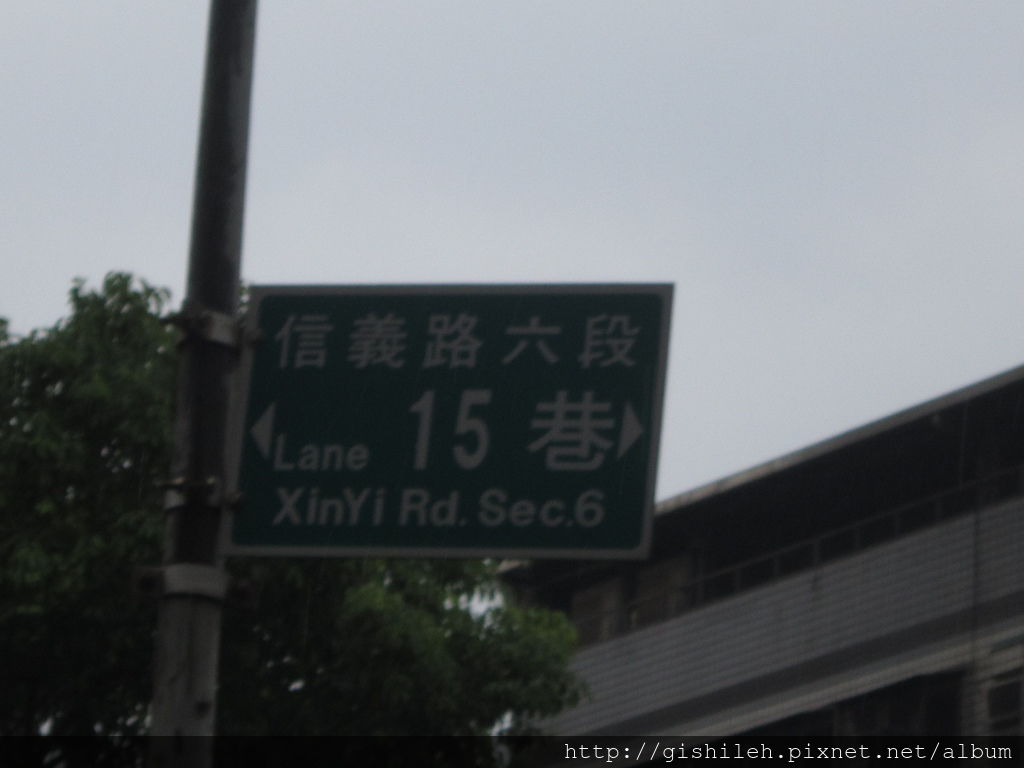 信義路六段
Lane 15 巷
XinYi Rd. Sec.6
http://gishileh.pixnet.net/album